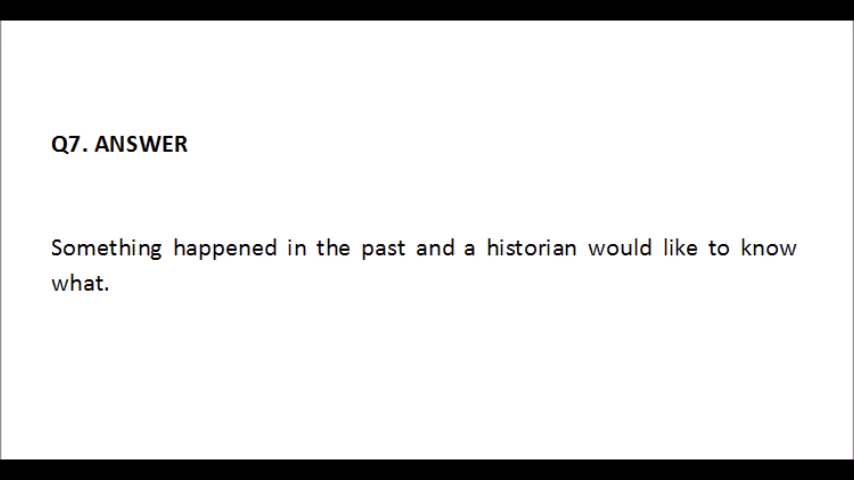 Q7. ANSWER
Something happened in the past and a historian would like to know
what.